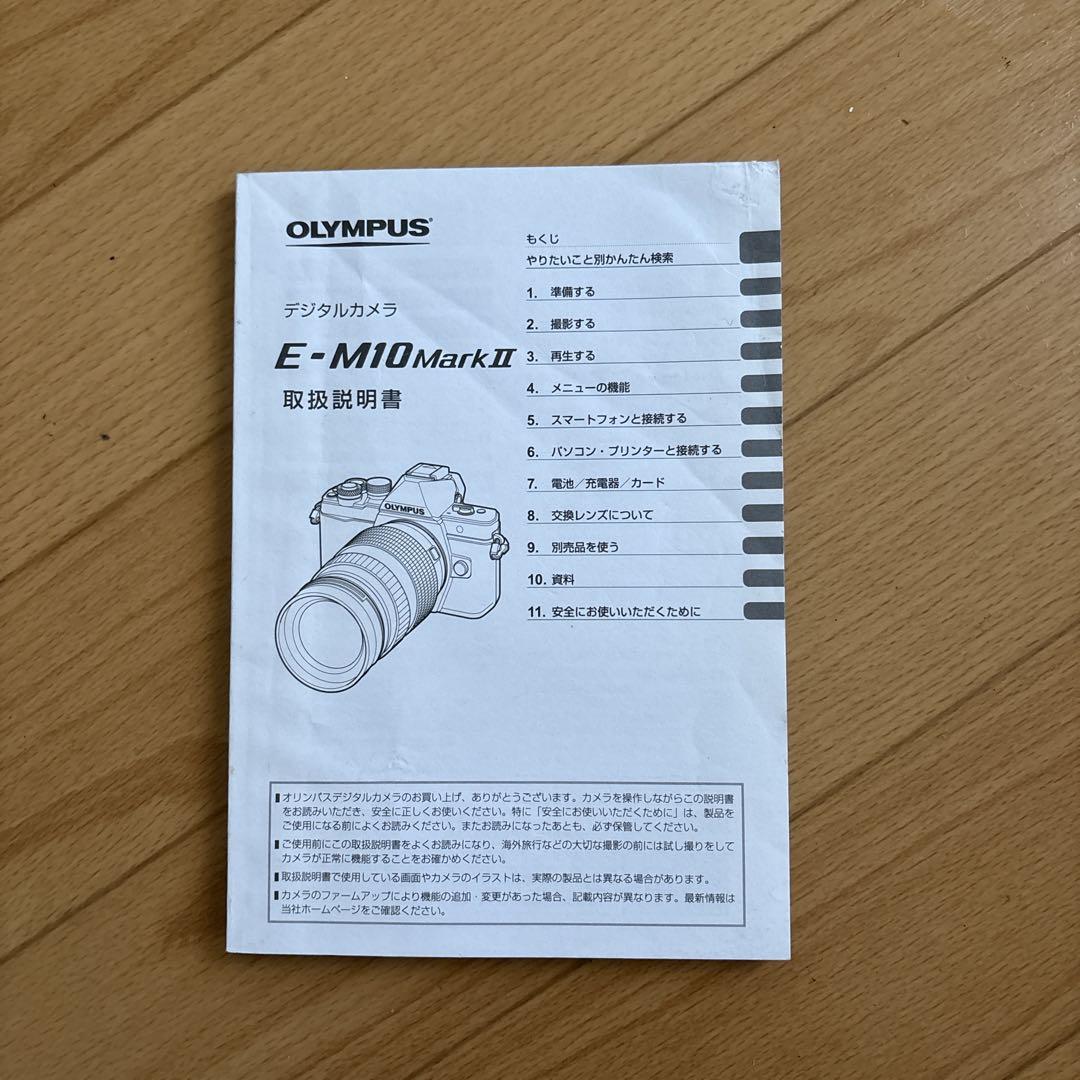 OLYMPUS®
デジタルカメラ
E-M10 Mark II
取扱説明書
OLYMPUS
もくじ
やりたいこと別かんたん検索
1. 準備する
2. 撮影する
3. 再生する
4. メニューの機能
5. スマートフォンと接続する
6. パソコン・プリンターと接続する
7. 電池／充電器／カード
8. 交換レンズについて
9. 別売品を使う
10. 資料
11. 安全にお使いいただくために
オリンパスデジタルカメラのお買い上げ、ありがとうございます。カメラを操作しながらこの説明書
をお読みいただき、安全に正しくお使いください。特に「安全にお使いいただくために」は、製品を
ご使用になる前によくお読みください。またお読みになったあとも、必ず保管してください。
ご使用前にこの取扱説明書をよくお読みになり、海外旅行などの大切な撮影の前には試し撮りをして
カメラが正常に機能することをお確かめください。
取扱説明書で使用している画面やカメラのイラストは、実際の製品とは異なる場合があります。
カメラのファームアップにより機能の追加・変更があった場合、記載内容が異なります。最新情報は
当社ホームページをご確認ください。